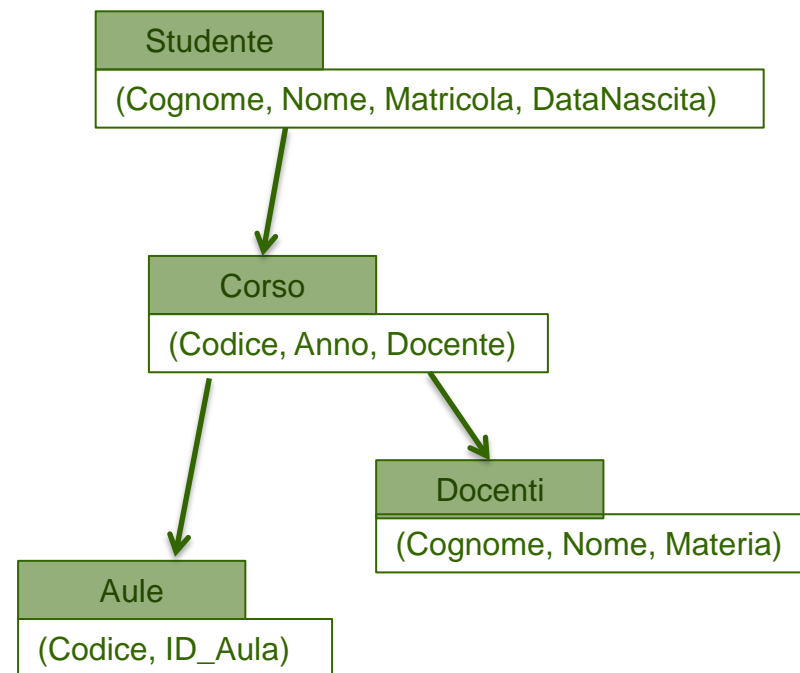 Studente
(Cognome, Nome, Matricola, DataNascita)
Corso
(Codice, Anno, Docente)
Docenti
(Cognome, Nome, Materia)
Aule
(Codice, ID_Aula)